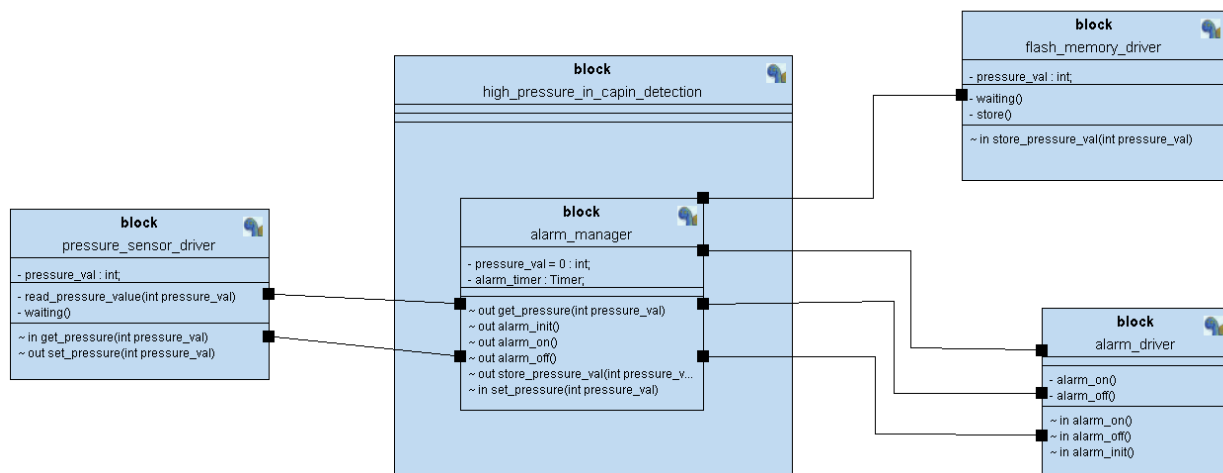 block
flash_memory_driver
- pressure_val : int;
- waiting()
- store()
~ in store_pressure_val(int pressure_val)
block
high_pressure_in_capin_detection
block
alarm_manager
- pressure_val = 0 : int;
- alarm_timer : Timer;
~ out get_pressure(int pressure_val)
~ out alarm_init()
~ out alarm_on()
~ out alarm_off()
~ out store_pressure_val(int pressure_v...
~ in set_pressure(int pressure_val)
block
pressure_sensor_driver
- pressure_val : int;
- read_pressure_value(int pressure_val)
- waiting()
~ in get_pressure(int pressure_val)
~ out set_pressure(int pressure_val)
block
alarm_driver
- alarm_on()
- alarm_off()
~ in alarm_on()
~ in alarm_off()
~ in alarm_init()